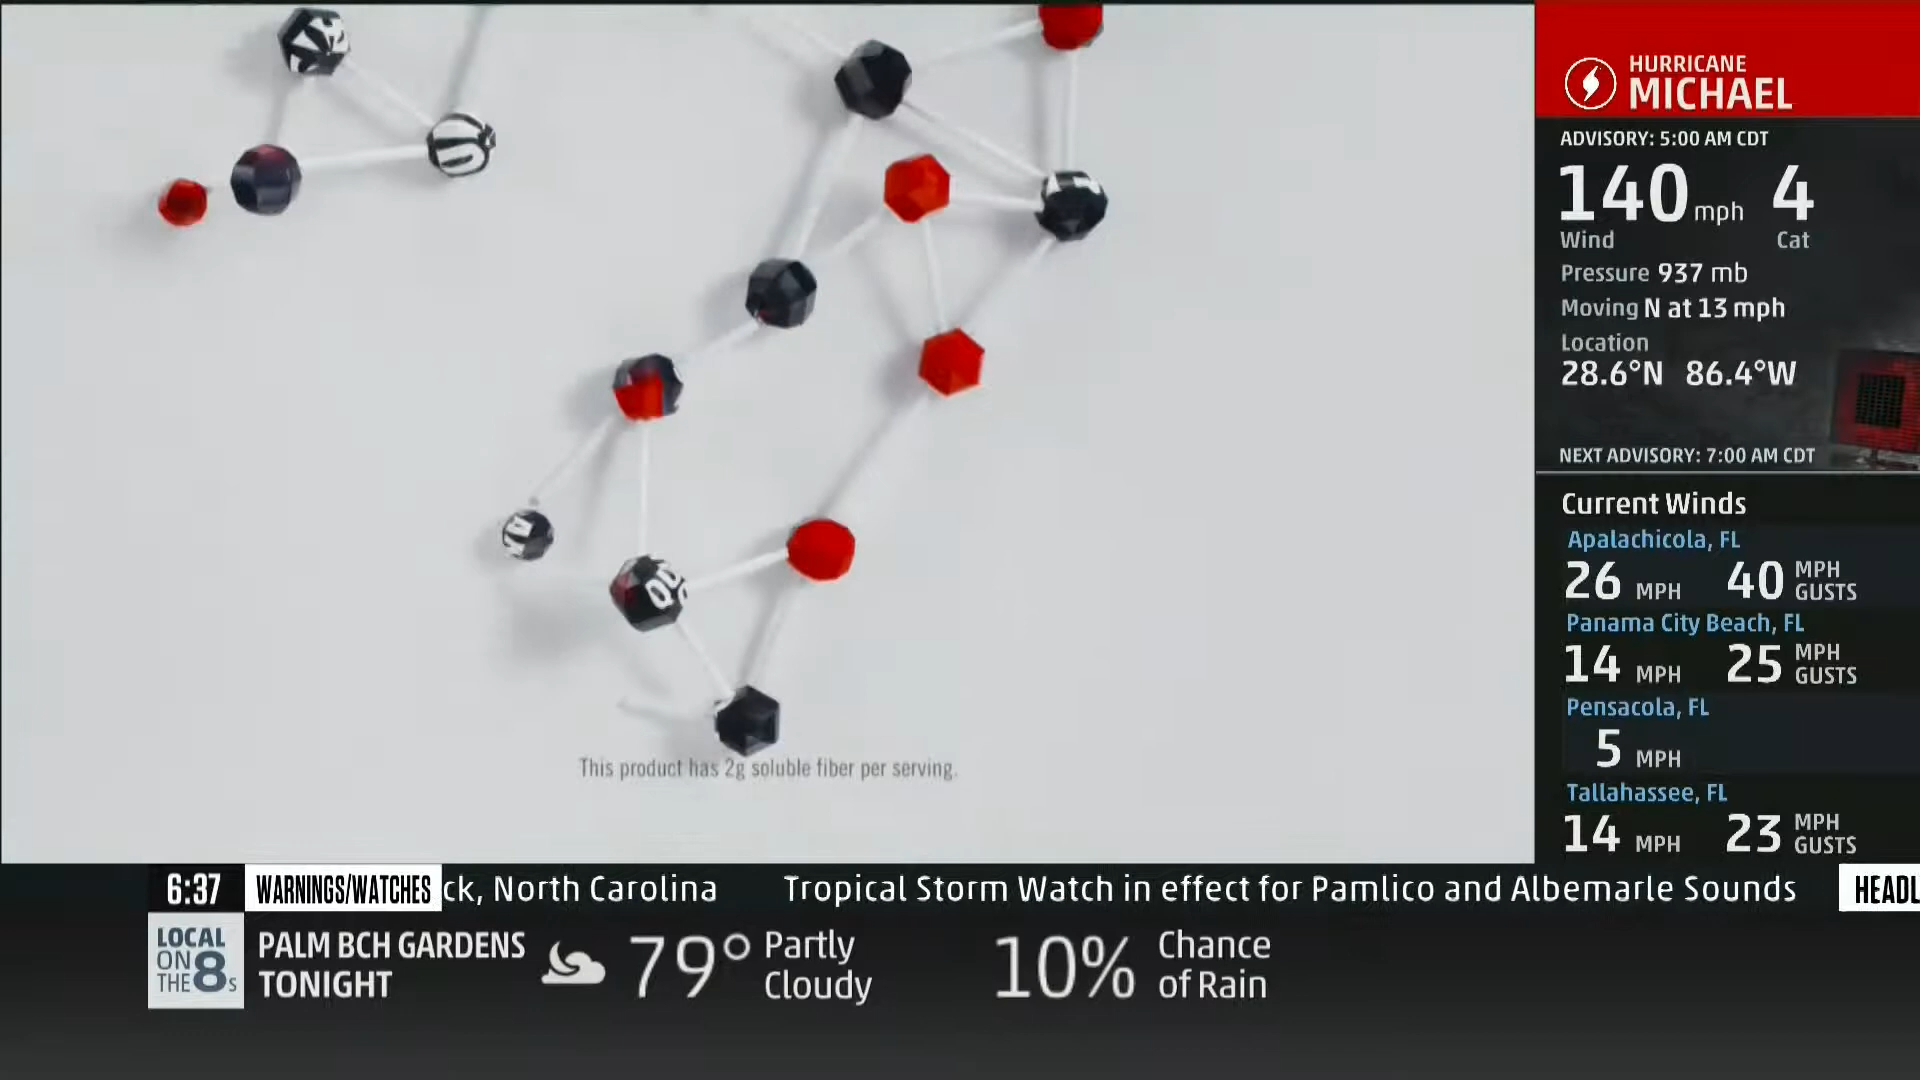 HURRICANE
MICHAEL
ADVISORY: 5:00 AM CDT
140 mph 4
Wind Cat
Pressure 937 mb
Moving N at 13 mph
Location
28.6°N 86.4°W
NEXT ADVISORY: 7:00 AM CDT
Current Winds
Apalachicola, FL
26 MPH 40 MPH GUSTS
Panama City Beach, FL
14 MPH 25 MPH GUSTS
Pensacola, FL
5 MPH
Tallahassee, FL
14 MPH 23 MPH GUSTS
This product has 2g soluble fiber per serving.
6:37 WARNINGS/WATCHES ck, North Carolina Tropical Storm Watch in effect for Pamlico and Albemarle Sounds HEADL
LOCAL
ON
THE 8s
PALM BCH GARDENS
TONIGHT
79° Partly
Cloudy
10% Chance
of Rain